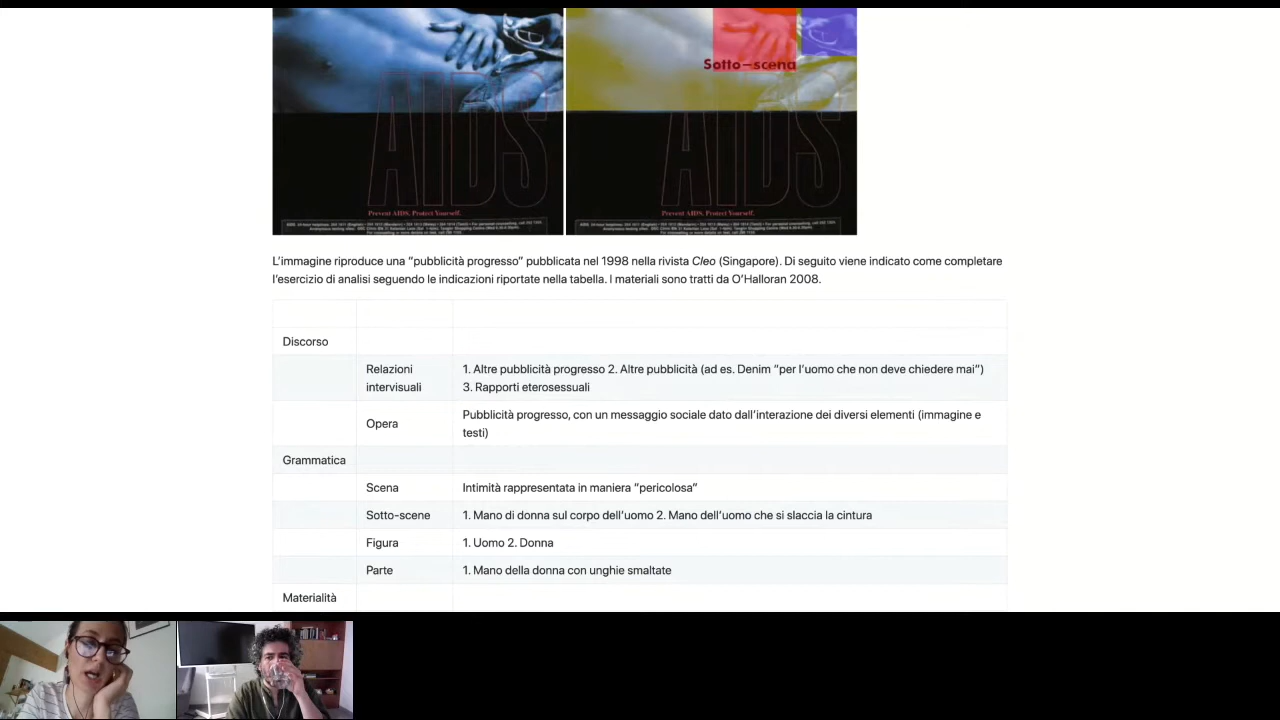 Sotto-scena
AIDS
AIDS
Prevent AIDS. Protect Yourself.
Prevent AIDS. Protect Yourself.
L'immagine riproduce una "pubblicità progresso" pubblicata nel 1998 nella rivista Cleo (Singapore). Di seguito viene indicato come completare
l'esercizio di analisi seguendo le indicazioni riportate nella tabella. I materiali sono tratti da O'Halloran 2008.
Discorso
Relazioni
intervisuali
1. Altre pubblicità progresso 2. Altre pubblicità (ad es. Denim "per l'uomo che non deve chiedere mai")
3. Rapporti eterosessuali
Opera
Pubblicità progresso, con un messaggio sociale dato dall'interazione dei diversi elementi (immagine e
testi)
Grammatica
Scena
Intimità rappresentata in maniera "pericolosa"
Sotto-scene
1. Mano di donna sul corpo dell'uomo 2. Mano dell'uomo che si slaccia la cintura
Figura
1. Uomo 2. Donna
Parte
1. Mano della donna con unghie smaltate
Materialità